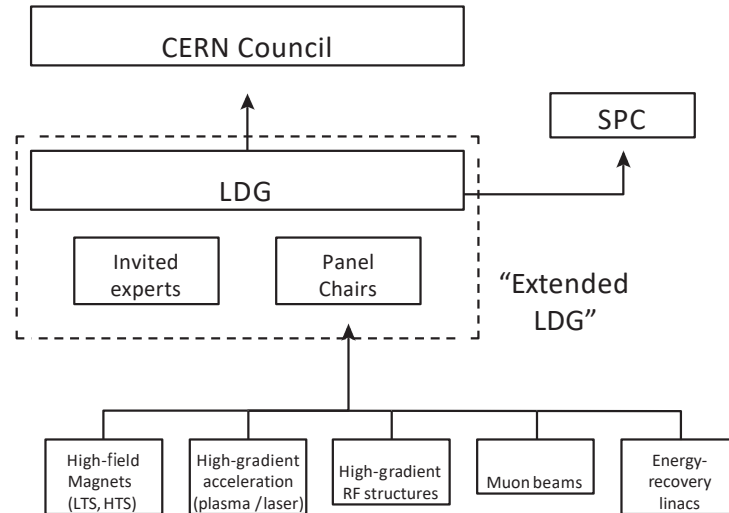 CERN Council
SPC
LDG
Invited
experts
Panel
Chairs
“Extended
LDG”
High-field
Magnets
(LTS, HTS)
High-gradient
acceleration
(plasma /laser)
High-gradient
RF structures
Muon beams
Energy-
recovery
linacs